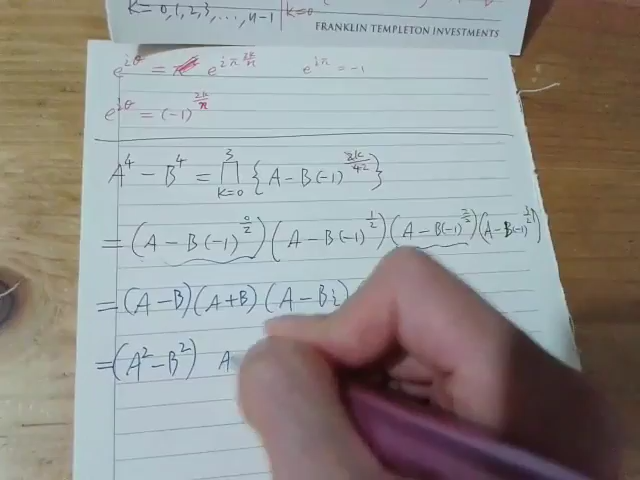 K=0,1,2,3,...,n-1 K=0
FRANKLIN TEMPLETON INVESTMENTS
e^{iθ} = e^{iπ 2k/n} e^{iπ} = -1
e^{iθ} = (-1)^{2k/n}
A^4 - B^4 = ∏_{K=0}^{3} {A - B(-1)^{2k/4 2}}
= (A - B(-1)^{0/2}) (A - B(-1)^{1/2}) (A - B(-1)^{2/2}) (A - B(-1)^{3/2})
= (A - B)(A + B)(A - Bi)
= (A^2 - B^2) A